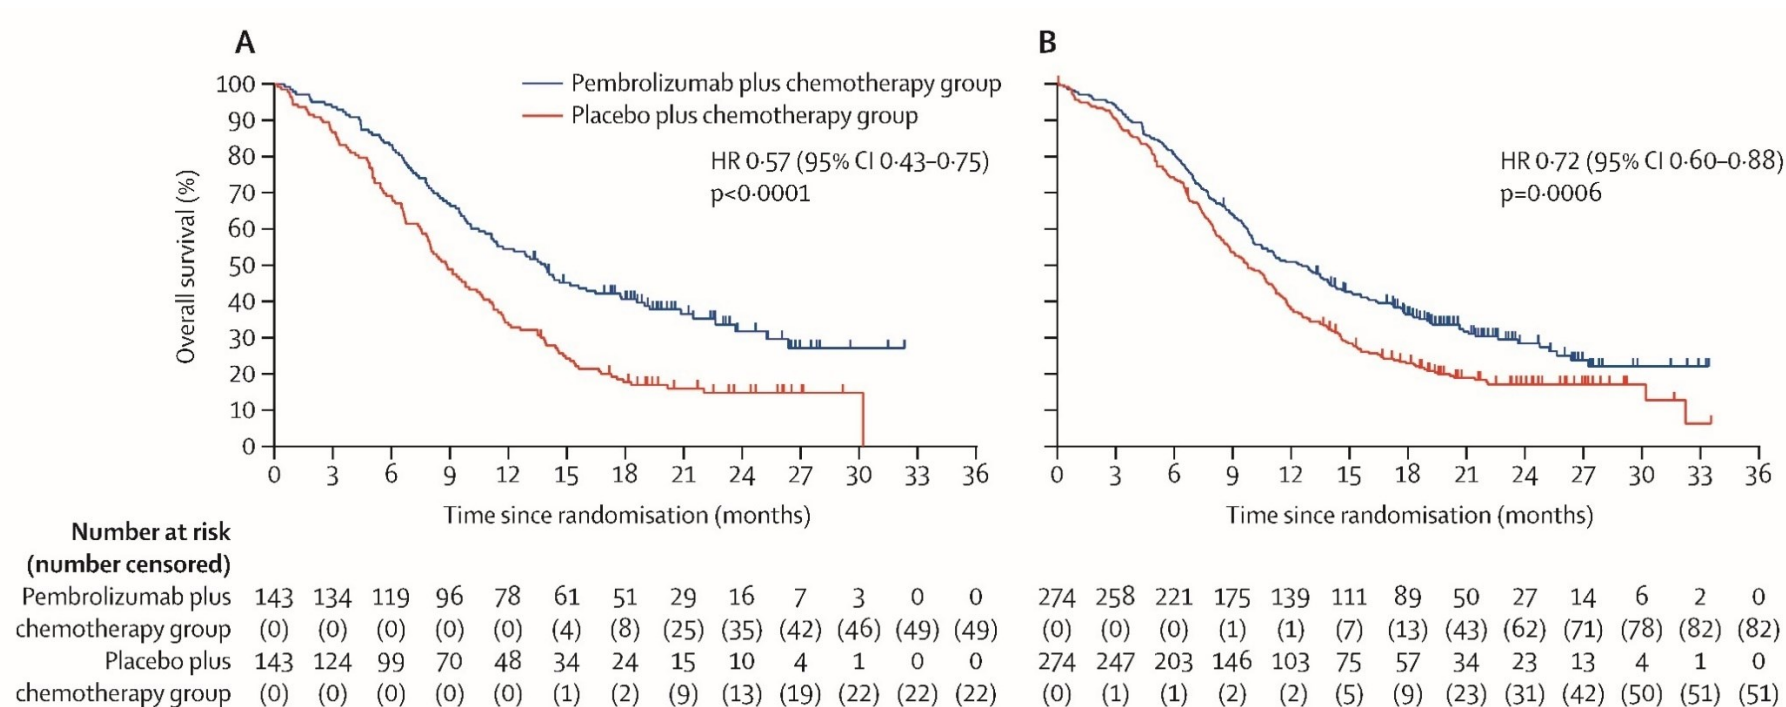 A
100
90
80
70
60
50
40
30
20
10
0
Overall survival (%)
Pembrolizumab plus chemotherapy group
Placebo plus chemotherapy group
HR 0·57 (95% CI 0·43–0·75)
p<0·0001
0 3 6 9 12 15 18 21 24 27 30 33 36
Time since randomisation (months)
B
HR 0·72 (95% CI 0·60–0·88)
p=0·0006
0 3 6 9 12 15 18 21 24 27 30 33 36
Time since randomisation (months)
Number at risk
(number censored)
Pembrolizumab plus 143 134 119 96 78 61 51 29 16 7 3 0 0 274 258 221 175 139 111 89 50 27 14 6 2 0
chemotherapy group (0) (0) (0) (0) (0) (4) (8) (25) (35) (42) (46) (49) (49) (0) (0) (0) (1) (1) (7) (13) (43) (62) (71) (78) (82) (82)
Placebo plus 143 124 99 70 48 34 24 15 10 4 1 0 0 274 247 203 146 103 75 57 34 23 13 4 1 0
chemotherapy group (0) (0) (0) (0) (0) (1) (2) (9) (13) (19) (22) (22) (22) (0) (1) (1) (2) (2) (5) (9) (23) (31) (42) (50) (51) (51)